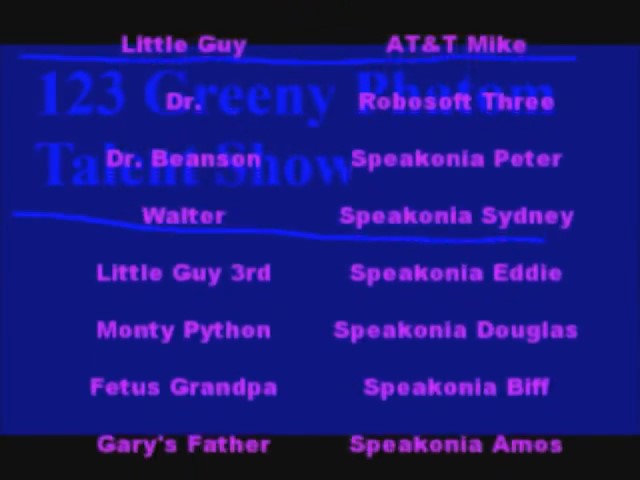 Little Guy AT&T Mike
123 Greeny Phatom
Dr. Robosoft Three
Talent Show
Dr. Beanson Speakonia Peter
Walter Speakonia Sydney
Little Guy 3rd Speakonia Eddie
Monty Python Speakonia Douglas
Fetus Grandpa Speakonia Biff
Gary's Father Speakonia Amos